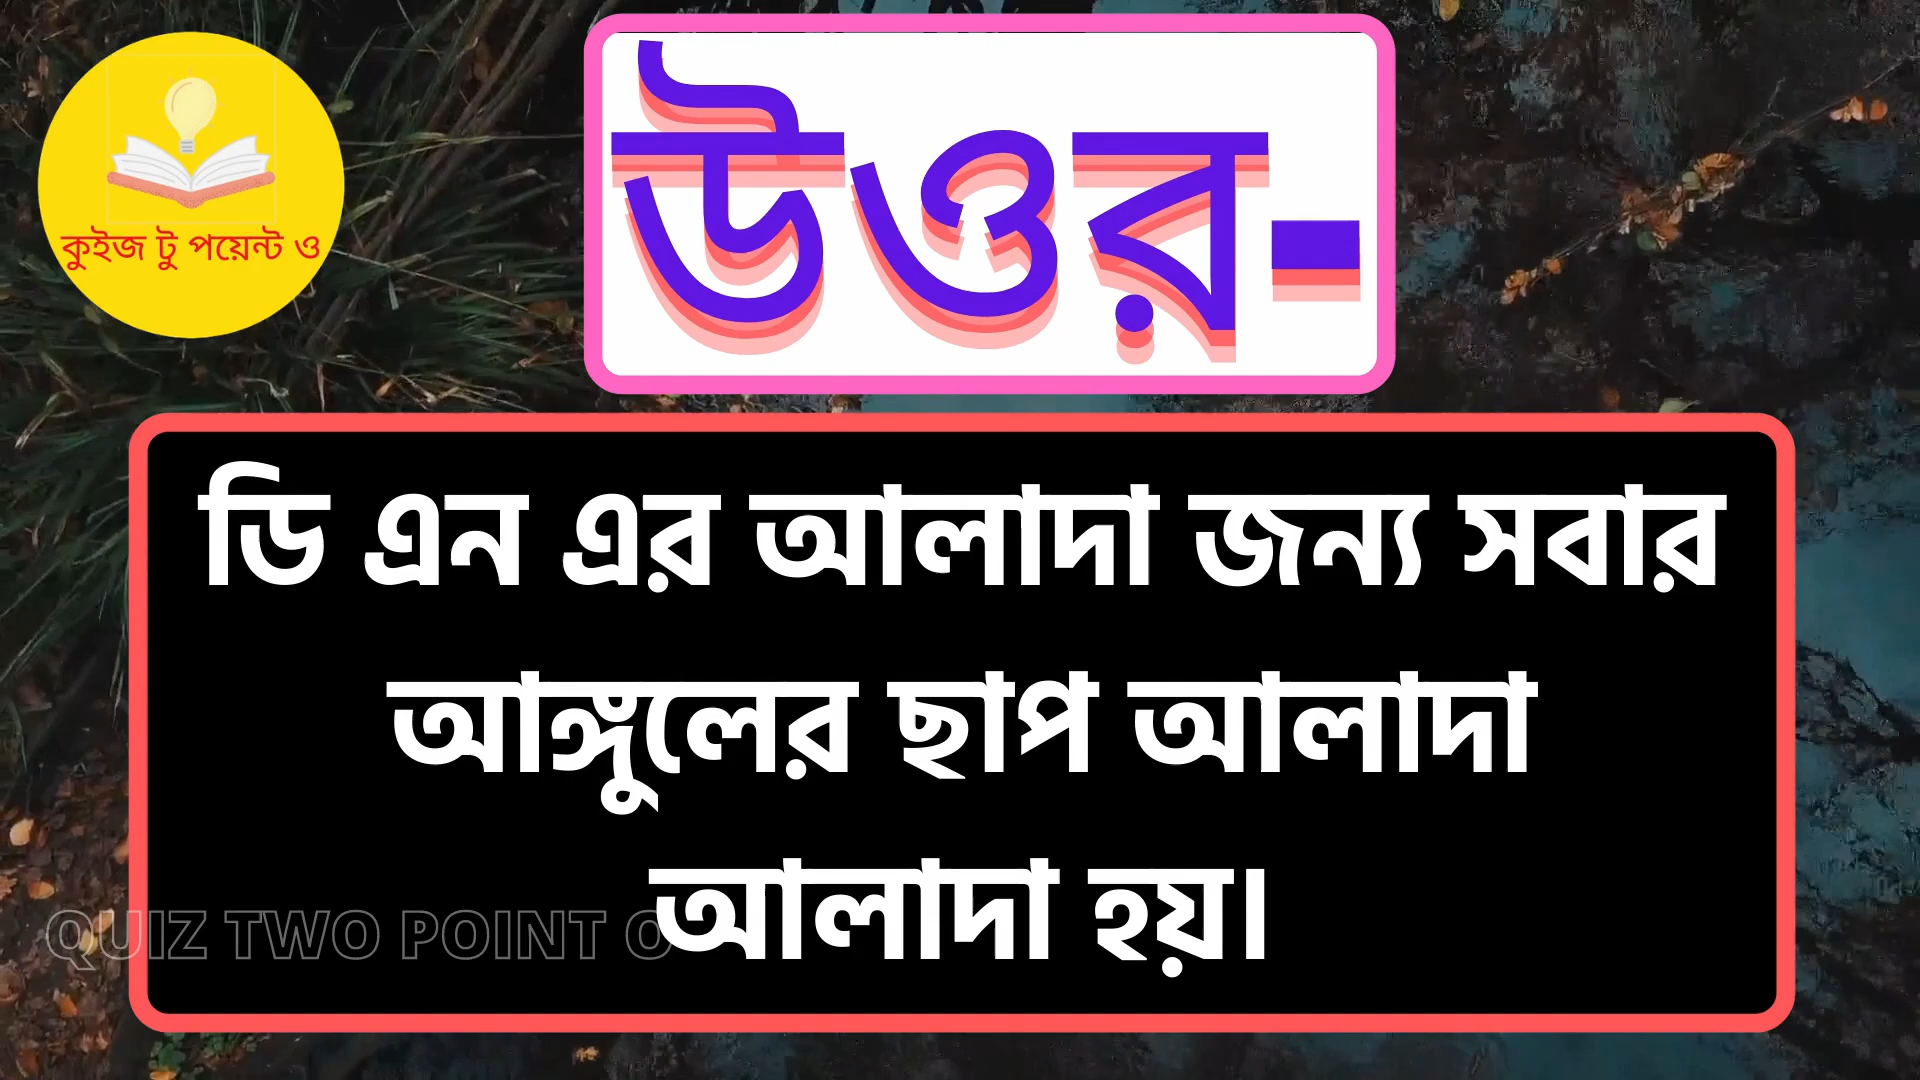 কুইজ টু পয়েন্ট ও
উওর-
ডি এন এর আলাদা জন্য সবার
আঙ্গুলের ছাপ আলাদা
আলাদা হয়।
QUIZ TWO POINT O